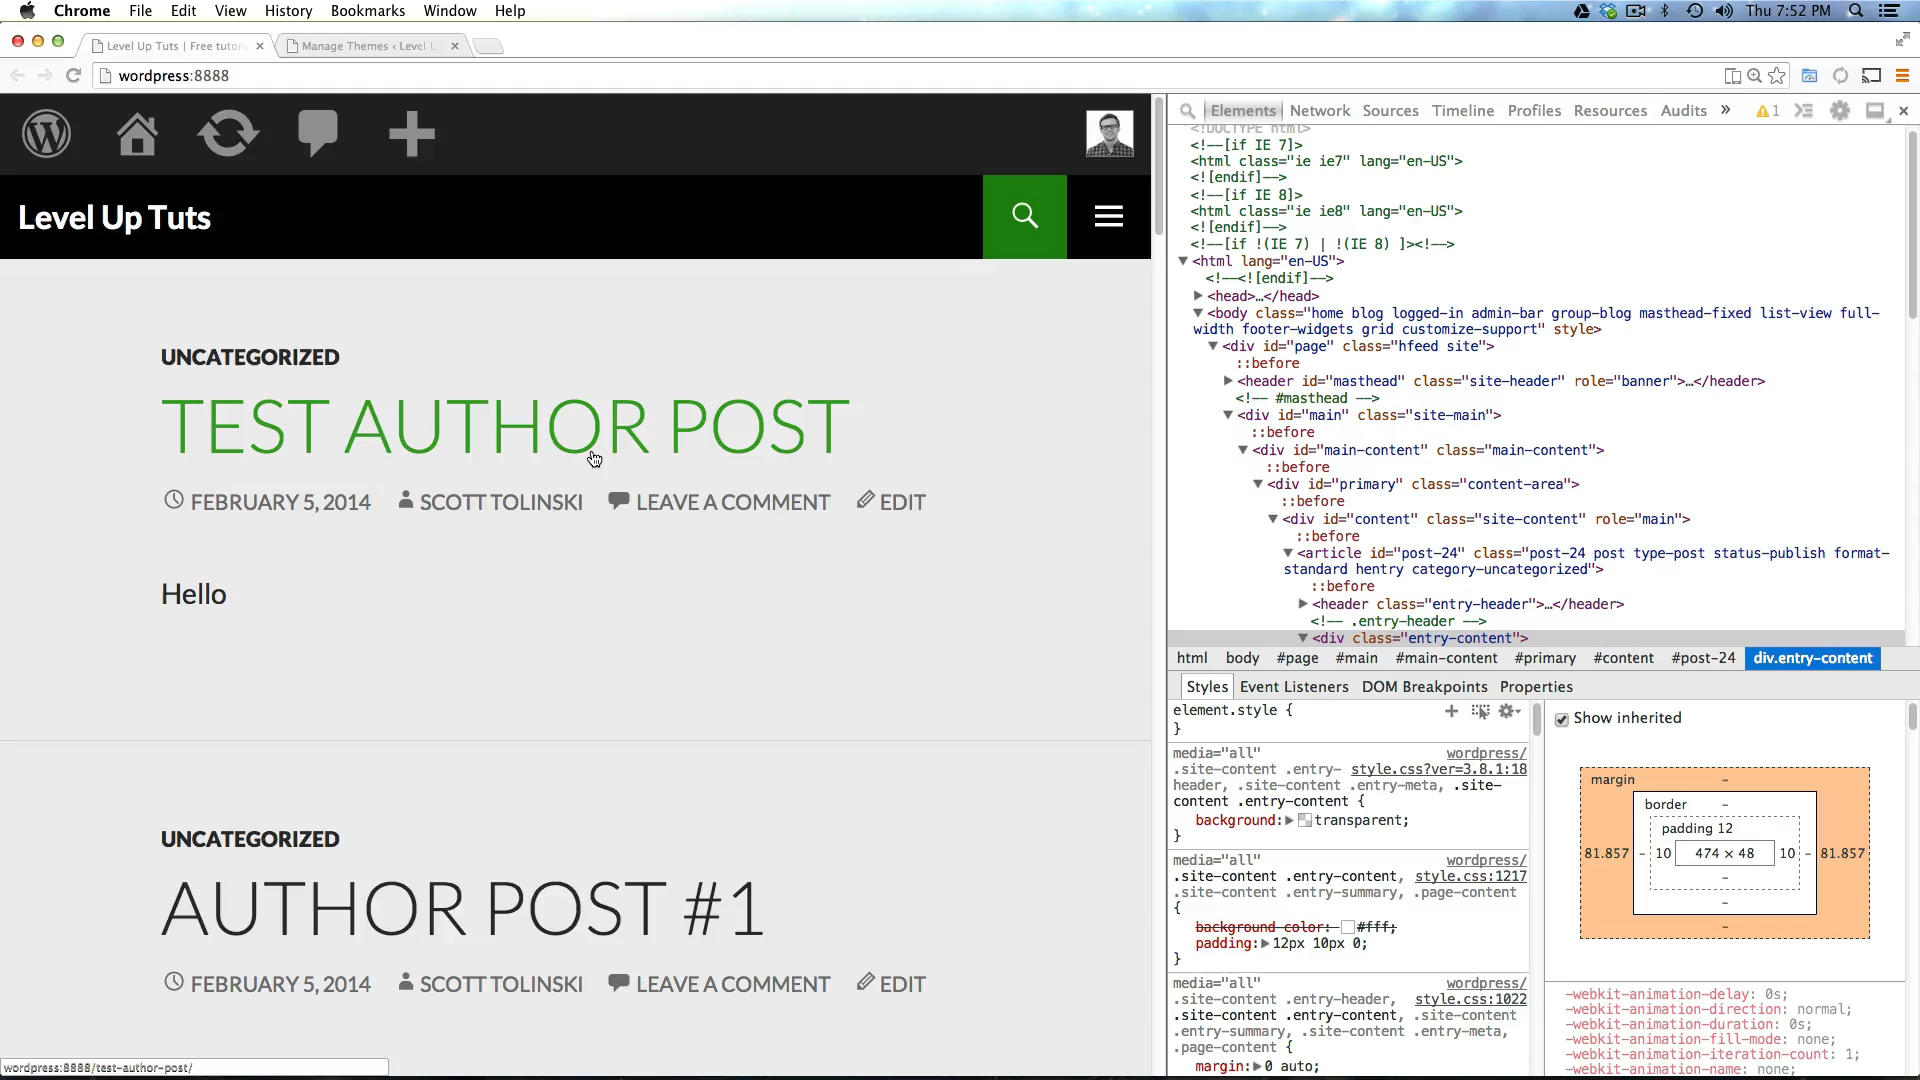 Chrome File Edit View History Bookmarks Window Help Thu 7:52 PM
Level Up Tuts | Free tutor
Manage Themes ‹ Level U
wordpress:8888
Level Up Tuts
UNCATEGORIZED
TEST AUTHOR POST
FEBRUARY 5, 2014 SCOTT TOLINSKI LEAVE A COMMENT EDIT
Hello
UNCATEGORIZED
AUTHOR POST #1
FEBRUARY 5, 2014 SCOTT TOLINSKI LEAVE A COMMENT EDIT
wordpress:8888/test-author-post/
Elements Network Sources Timeline Profiles Resources Audits » 1
<!DOCTYPE html>
<!--[if IE 7]>
<html class="ie ie7" lang="en-US">
<![endif]-->
<!--[if IE 8]>
<html class="ie ie8" lang="en-US">
<![endif]-->
<!--[if !(IE 7) | !(IE 8) ]><!-->
<html lang="en-US">
<!--<![endif]-->
<head>…</head>
<body class="home blog logged-in admin-bar group-blog masthead-fixed list-view full-
width footer-widgets grid customize-support" style>
<div id="page" class="hfeed site">
::before
<header id="masthead" class="site-header" role="banner">…</header>
<!-- #masthead -->
<div id="main" class="site-main">
::before
<div id="main-content" class="main-content">
::before
<div id="primary" class="content-area">
::before
<div id="content" class="site-content" role="main">
::before
<article id="post-24" class="post-24 post type-post status-publish format-
standard hentry category-uncategorized">
::before
<header class="entry-header">…</header>
<!-- .entry-header -->
<div class="entry-content">
html body #page #main #main-content #primary #content #post-24 div.entry-content
Styles Event Listeners DOM Breakpoints Properties
element.style {
}
media="all" wordpress/
.site-content .entry- style.css?ver=3.8.1:18
header, .site-content .entry-meta, .site-
content .entry-content {
background: transparent;
}
media="all" wordpress/
.site-content .entry-content, style.css:1217
.site-content .entry-summary, .page-content
{
background-color: #fff;
padding: 12px 10px 0;
}
media="all" wordpress/
.site-content .entry-header, style.css:1022
.site-content .entry-content, .site-content
.entry-summary, .site-content .entry-meta,
.page-content {
margin: 0 auto;
Show inherited
margin -
border -
padding 12
81.857 - 10 474 × 48 10 - 81.857
-
-
-
-webkit-animation-delay: 0s;
-webkit-animation-direction: normal;
-webkit-animation-duration: 0s;
-webkit-animation-fill-mode: none;
-webkit-animation-iteration-count: 1;
-webkit-animation-name: none;